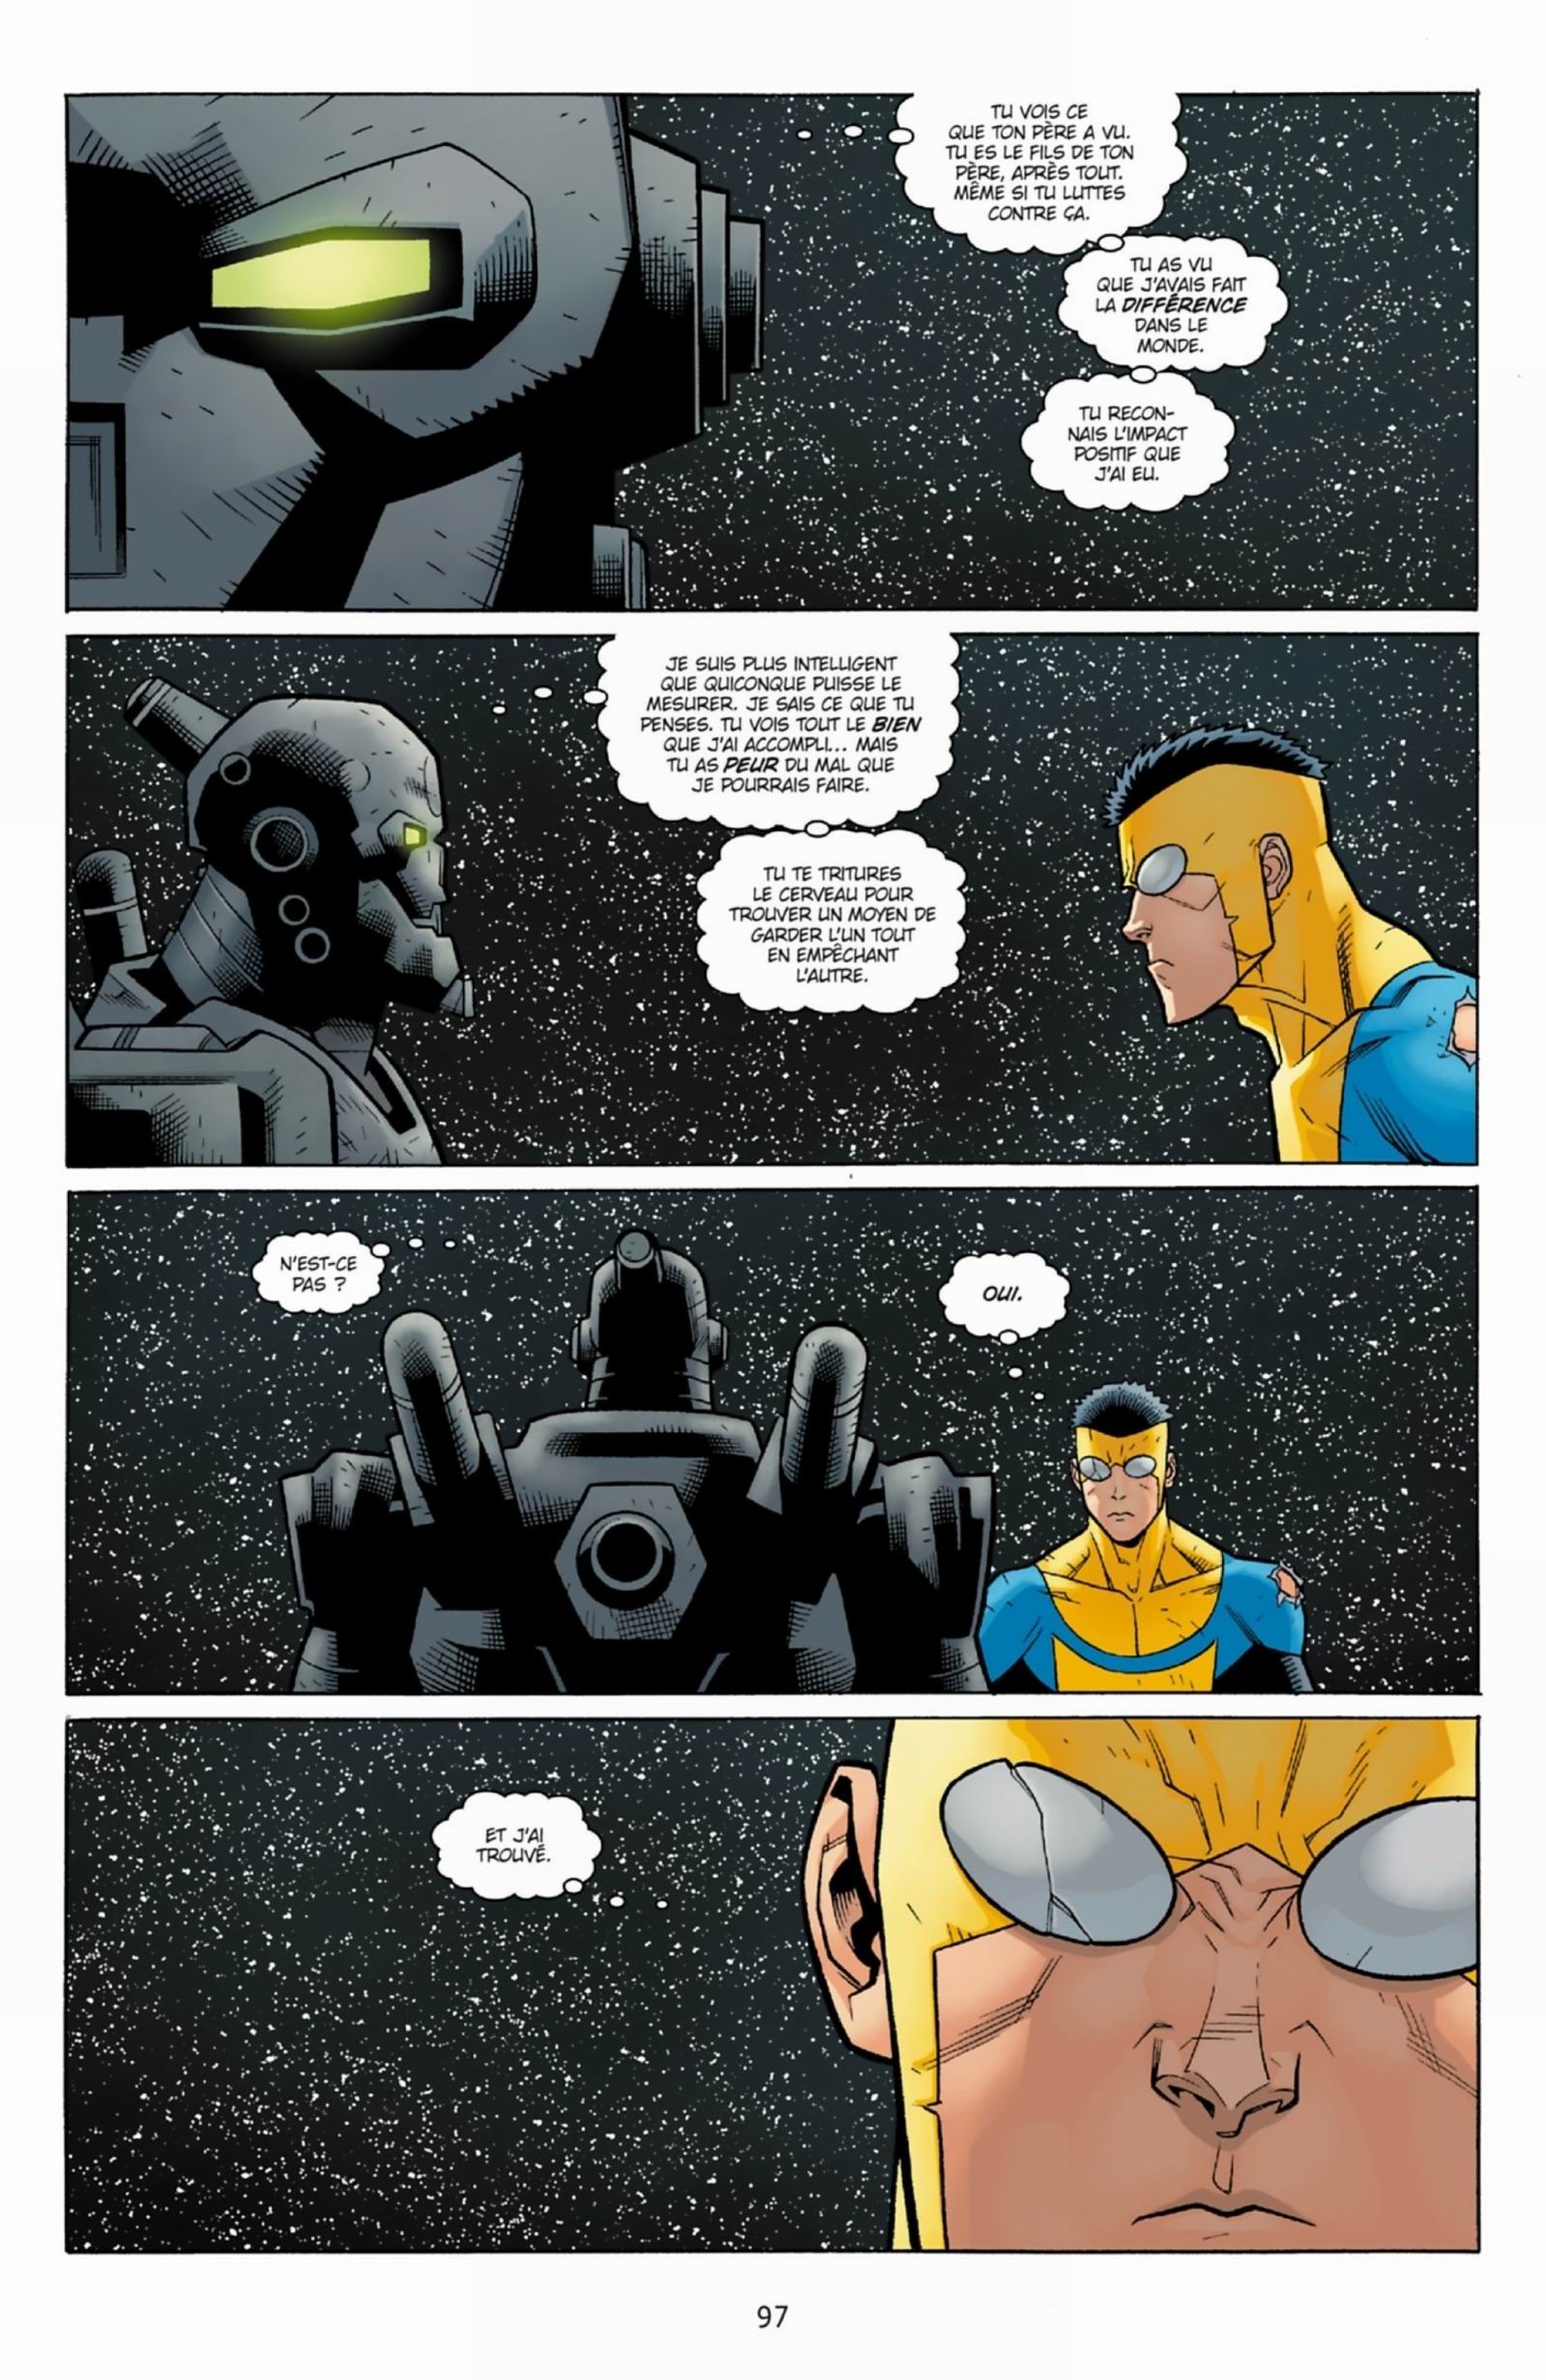 TU VOIS CE
QUE TON PÈRE A VU.
TU ES LE FILS DE TON
PÈRE, APRÈS TOUT.
MÊME SI TU LUTTES
CONTRE ÇA.
TU AS VU
QUE J'AVAIS FAIT
LA DIFFÉRENCE
DANS LE
MONDE.
TU RECON-
NAIS L'IMPACT
POSITIF QUE
J'AI EU.
JE SUIS PLUS INTELLIGENT
QUE QUICONQUE PUISSE LE
MESURER. JE SAIS CE QUE TU
PENSES. TU VOIS TOUT LE BIEN
QUE J'AI ACCOMPLI... MAIS
TU AS PEUR DU MAL QUE
JE POURRAIS FAIRE.
TU TE TRITURES
LE CERVEAU POUR
TROUVER UN MOYEN DE
GARDER L'UN TOUT
EN EMPÊCHANT
L'AUTRE.
N'EST-CE
PAS ?
OUI.
ET J'AI
TROUVÉ.
97